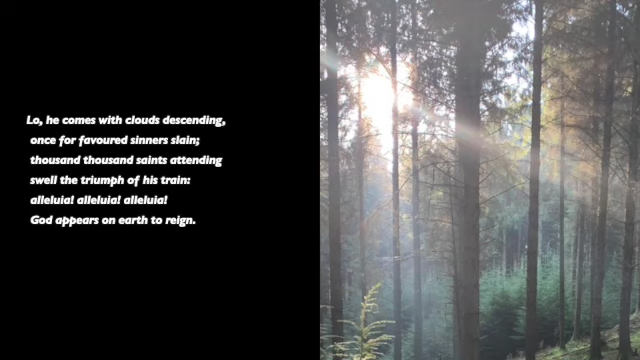 Lo, he comes with clouds descending,
once for favoured sinners slain;
thousand thousand saints attending
swell the triumph of his train:
alleluia! alleluia! alleluia!
God appears on earth to reign.